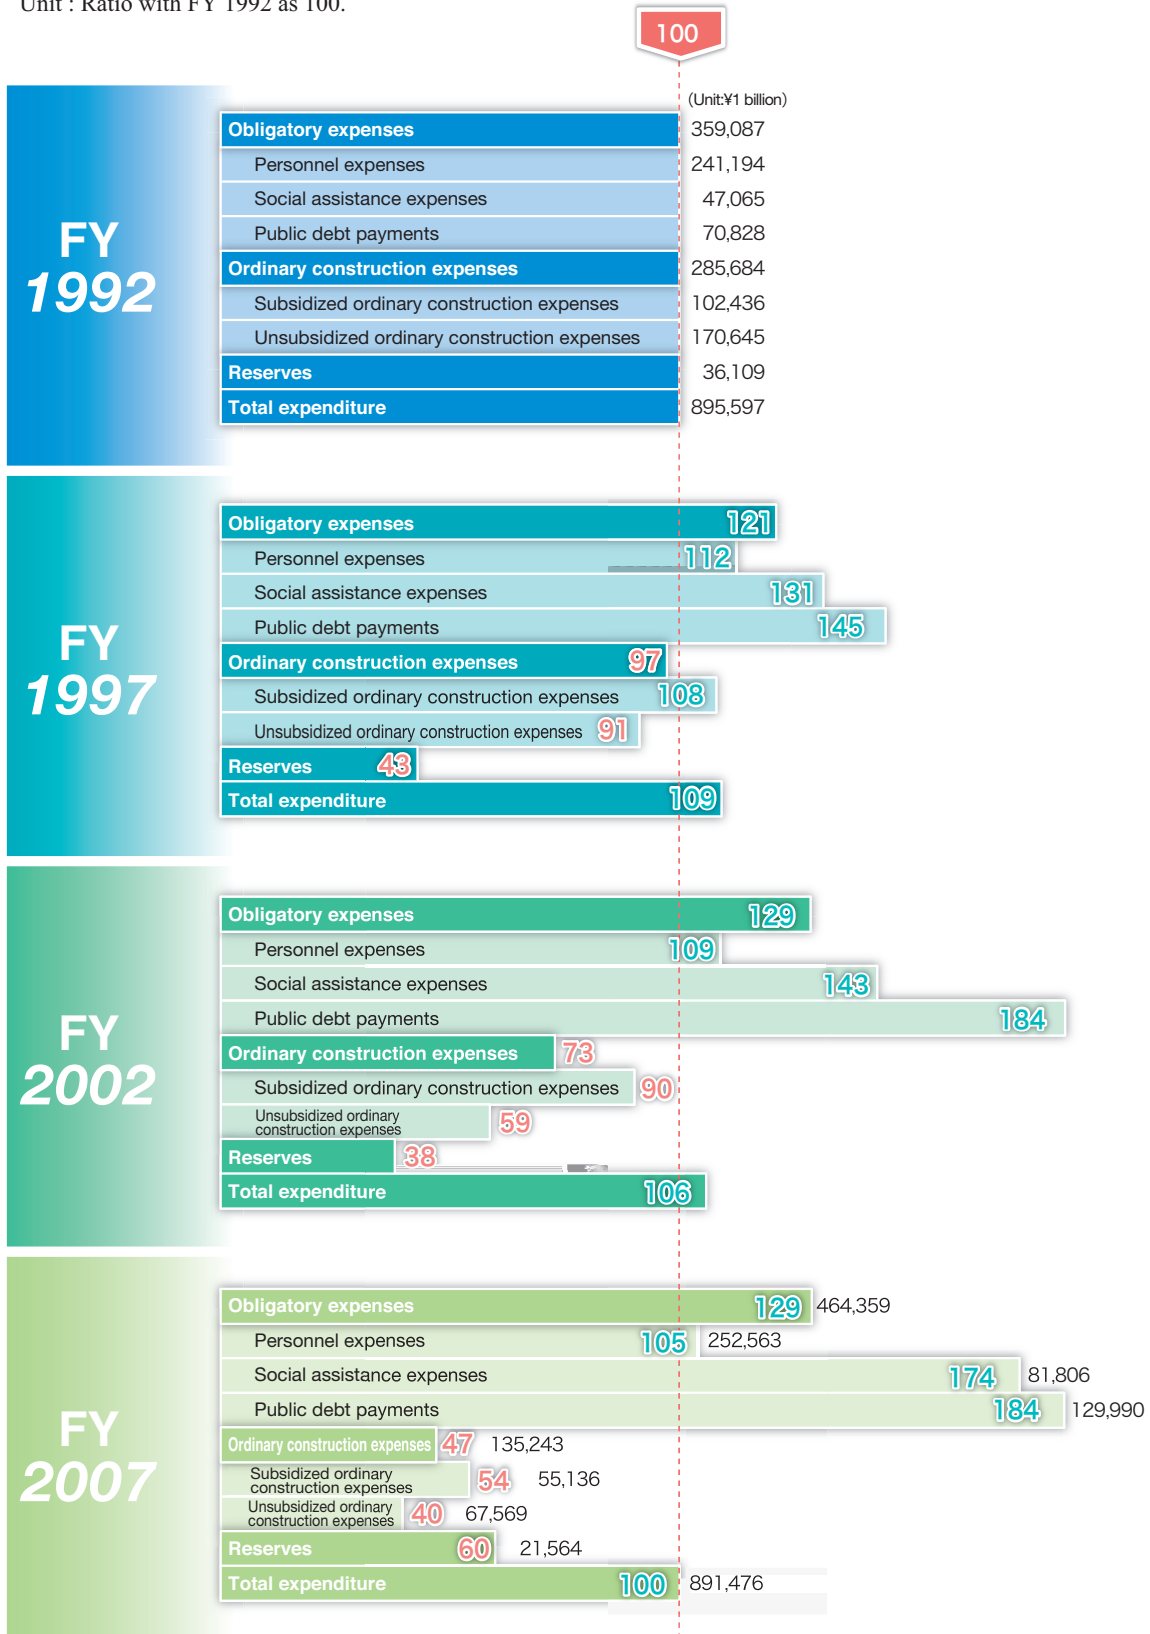 Unit : Ratio with FY 1992 as 100.
100
(Unit:¥1 billion)
FY
1992
Obligatory expenses 359,087
Personnel expenses 241,194
Social assistance expenses 47,065
Public debt payments 70,828
Ordinary construction expenses 285,684
Subsidized ordinary construction expenses 102,436
Unsubsidized ordinary construction expenses 170,645
Reserves 36,109
Total expenditure 895,597
FY
1997
Obligatory expenses 121
Personnel expenses 112
Social assistance expenses 131
Public debt payments 145
Ordinary construction expenses 97
Subsidized ordinary construction expenses 108
Unsubsidized ordinary construction expenses 91
Reserves 43
Total expenditure 109
FY
2002
Obligatory expenses 129
Personnel expenses 109
Social assistance expenses 143
Public debt payments 184
Ordinary construction expenses 73
Subsidized ordinary construction expenses 90
Unsubsidized ordinary
construction expenses 59
Reserves 38
Total expenditure 106
FY
2007
Obligatory expenses 129 464,359
Personnel expenses 105 252,563
Social assistance expenses 174 81,806
Public debt payments 184 129,990
Ordinary construction expenses 47 135,243
Subsidized ordinary
construction expenses 54 55,136
Unsubsidized ordinary
construction expenses 40 67,569
Reserves 60 21,564
Total expenditure 100 891,476